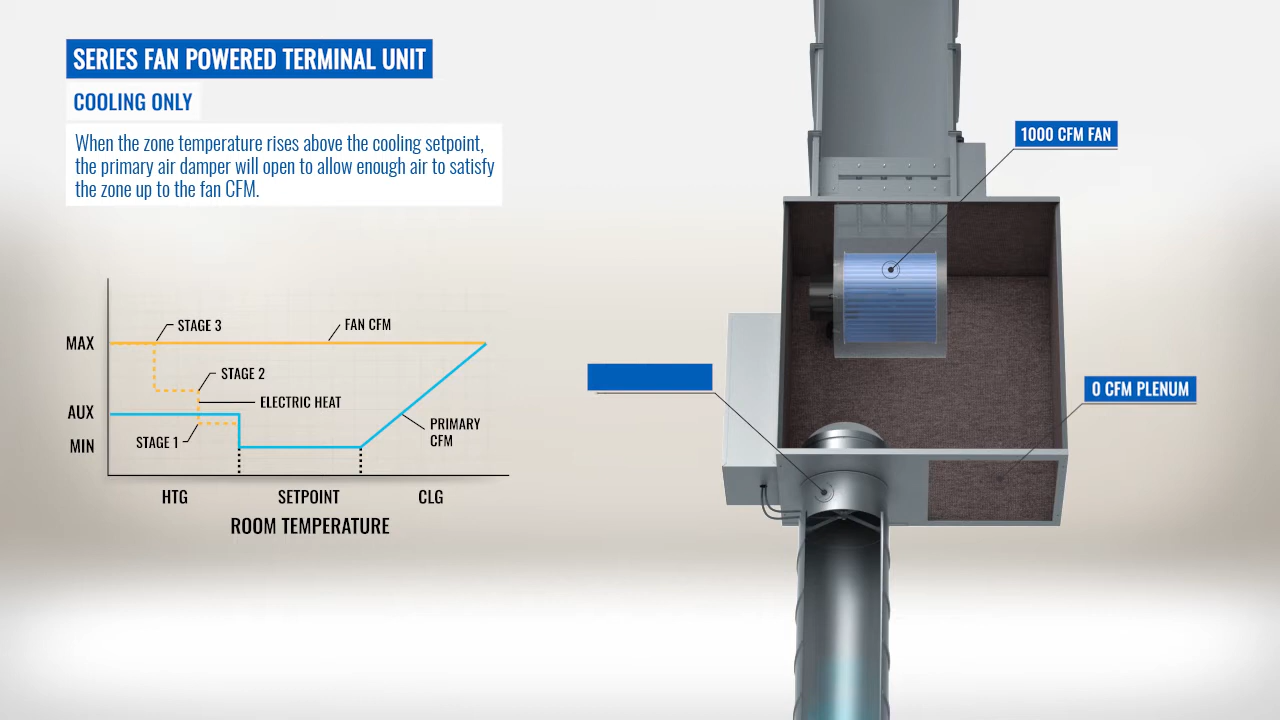 SERIES FAN POWERED TERMINAL UNIT
COOLING ONLY
When the zone temperature rises above the cooling setpoint,
the primary air damper will open to allow enough air to satisfy
the zone up to the fan CFM.
1000 CFM FAN
0 CFM PLENUM
STAGE 3
FAN CFM
MAX
STAGE 2
ELECTRIC HEAT
AUX
PRIMARY
CFM
STAGE 1
MIN
HTG
SETPOINT
CLG
ROOM TEMPERATURE